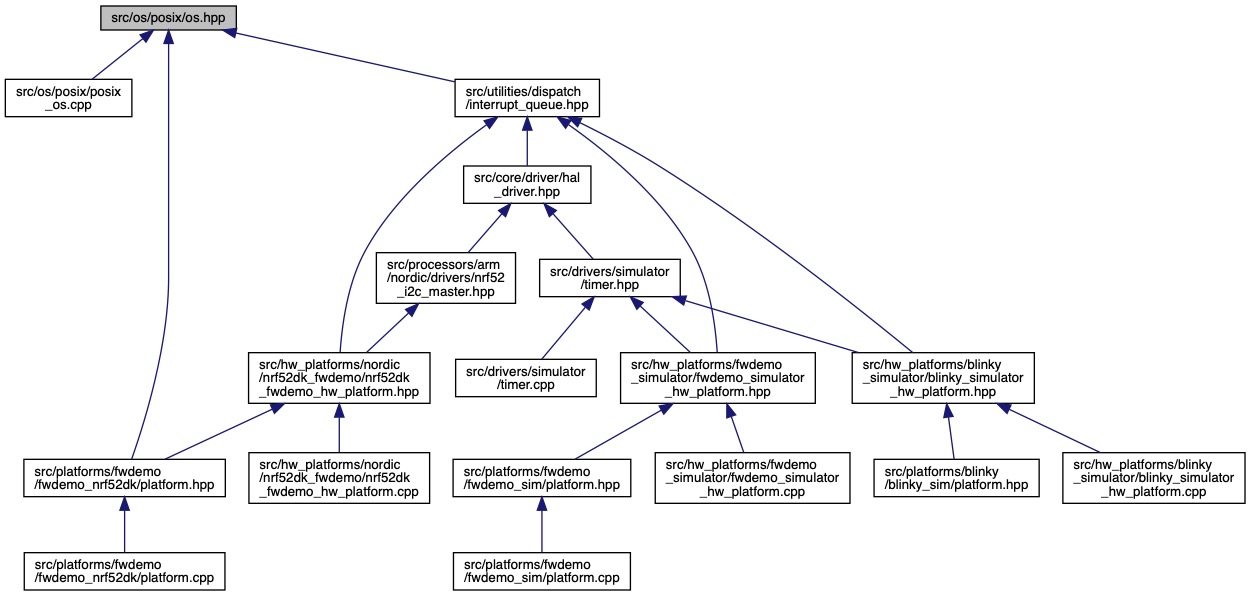 src/os/posix/os.hpp
src/os/posix/posix
_os.cpp
src/utilities/dispatch
/interrupt_queue.hpp
src/core/driver/hal
_driver.hpp
src/processors/arm
/nordic/drivers/nrf52
_i2c_master.hpp
src/drivers/simulator
/timer.hpp
src/hw_platforms/nordic
/nrf52dk_fwdemo/nrf52dk
_fwdemo_hw_platform.hpp
src/drivers/simulator
/timer.cpp
src/hw_platforms/fwdemo
_simulator/fwdemo_simulator
_hw_platform.hpp
src/hw_platforms/blinky
_simulator/blinky_simulator
_hw_platform.hpp
src/platforms/fwdemo
/fwdemo_nrf52dk/platform.hpp
src/hw_platforms/nordic
/nrf52dk_fwdemo/nrf52dk
_fwdemo_hw_platform.cpp
src/platforms/fwdemo
/fwdemo_sim/platform.hpp
src/hw_platforms/fwdemo
_simulator/fwdemo_simulator
_hw_platform.cpp
src/platforms/blinky
/blinky_sim/platform.hpp
src/hw_platforms/blinky
_simulator/blinky_simulator
_hw_platform.cpp
src/platforms/fwdemo
/fwdemo_nrf52dk/platform.cpp
src/platforms/fwdemo
/fwdemo_sim/platform.cpp